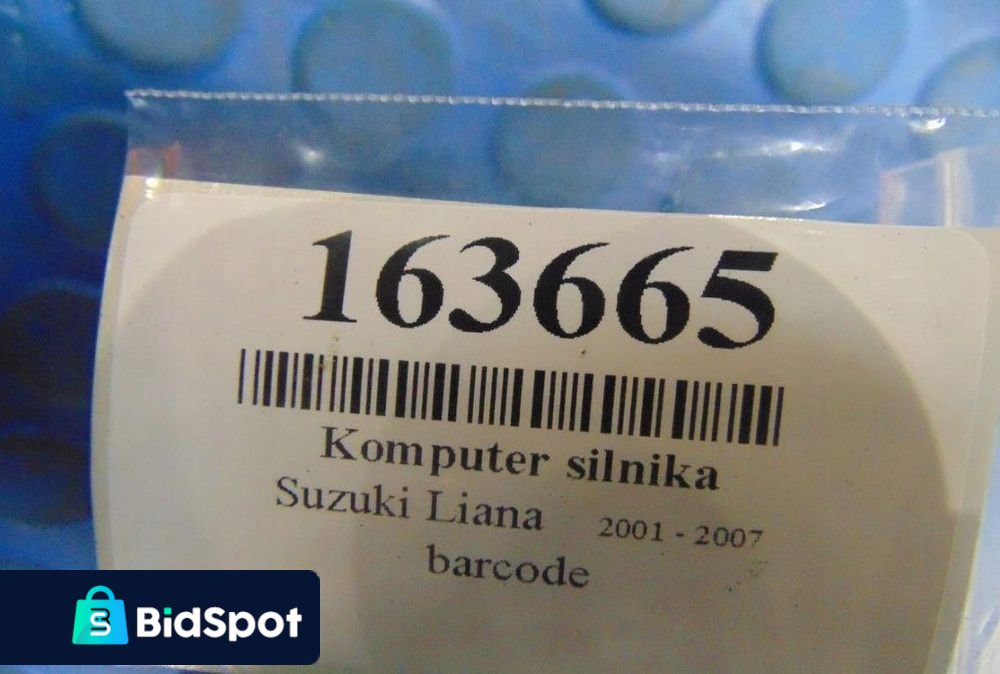 163665
Komputer silnika
Suzuki Liana 2001 - 2007
barcode
BidSpot